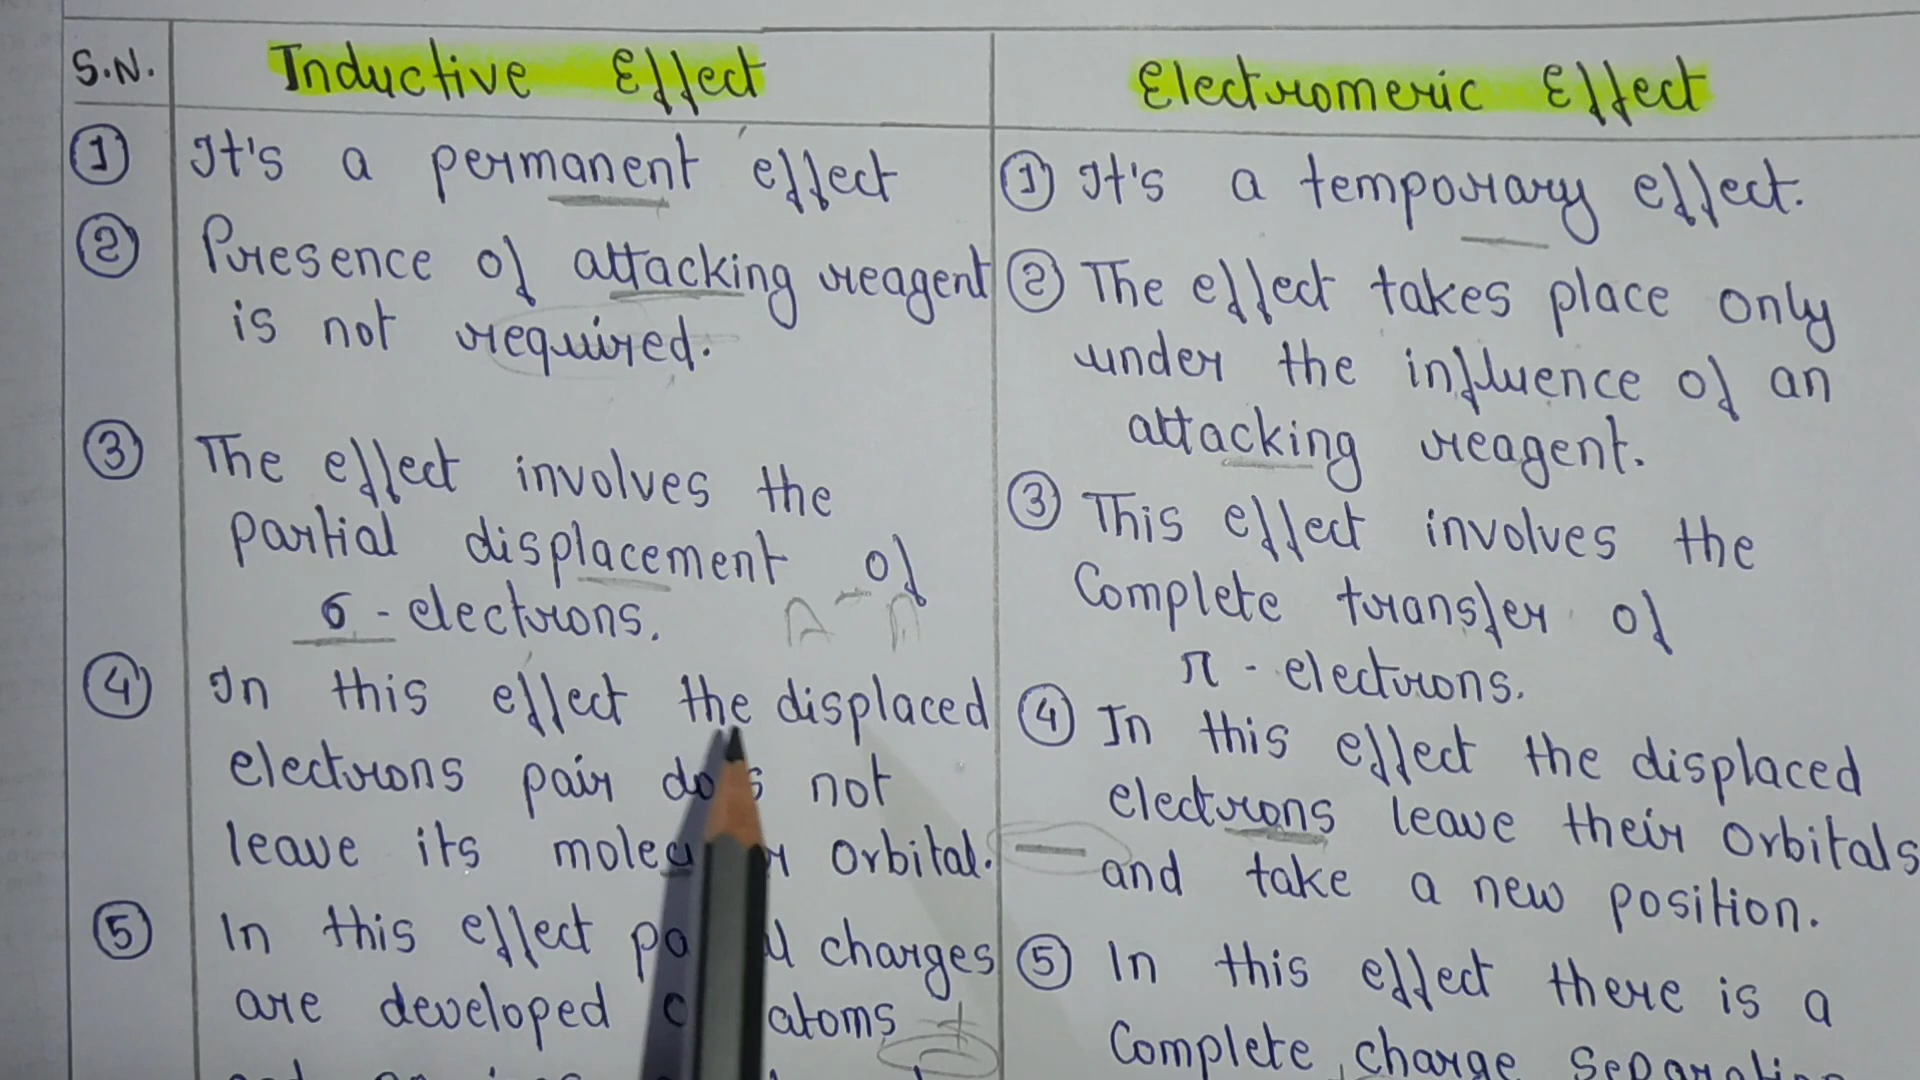 S.N.
Inductive Effect
Electromeric Effect
① It's a permanent effect
② Presence of attacking reagent
is not required.
③ The effect involves the
partial displacement of
σ - electrons.
④ In this effect the displaced
electrons pair does not
leave its molecular orbital.
⑤ In this effect partial charges
are developed atoms
① It's a temporary effect.
② The effect takes place only
under the influence of an
attacking reagent.
③ This effect involves the
Complete transfer of
π - electrons.
④ In this effect the displaced
electrons leave their orbitals
and take a new position.
⑤ In this effect there is a
Complete charge separation